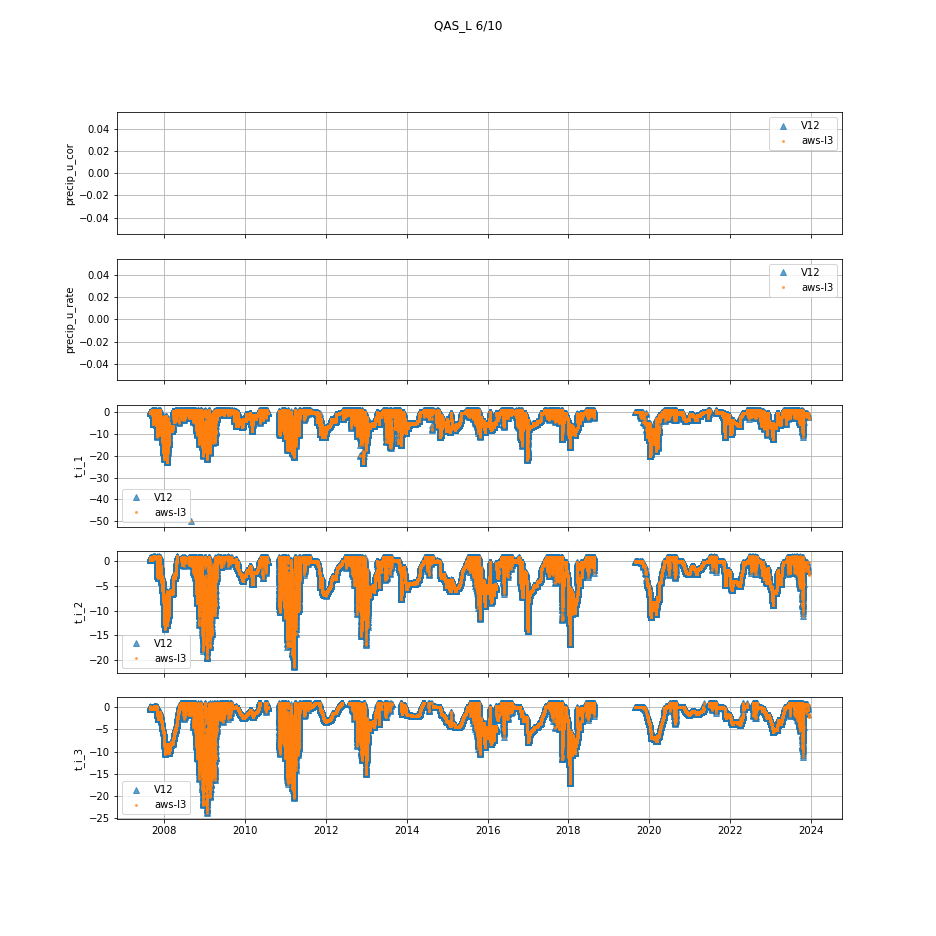 QAS_L 6/10
precip_u_cor
0.04
0.02
0.00
−0.02
−0.04
V12
aws-l3
precip_u_rate
0.04
0.02
0.00
−0.02
−0.04
V12
aws-l3
t_i_1
0
−10
−20
−30
−40
−50
V12
aws-l3
t_i_2
0
−5
−10
−15
−20
V12
aws-l3
t_i_3
0
−5
−10
−15
−20
−25
V12
aws-l3
2008 2010 2012 2014 2016 2018 2020 2022 2024